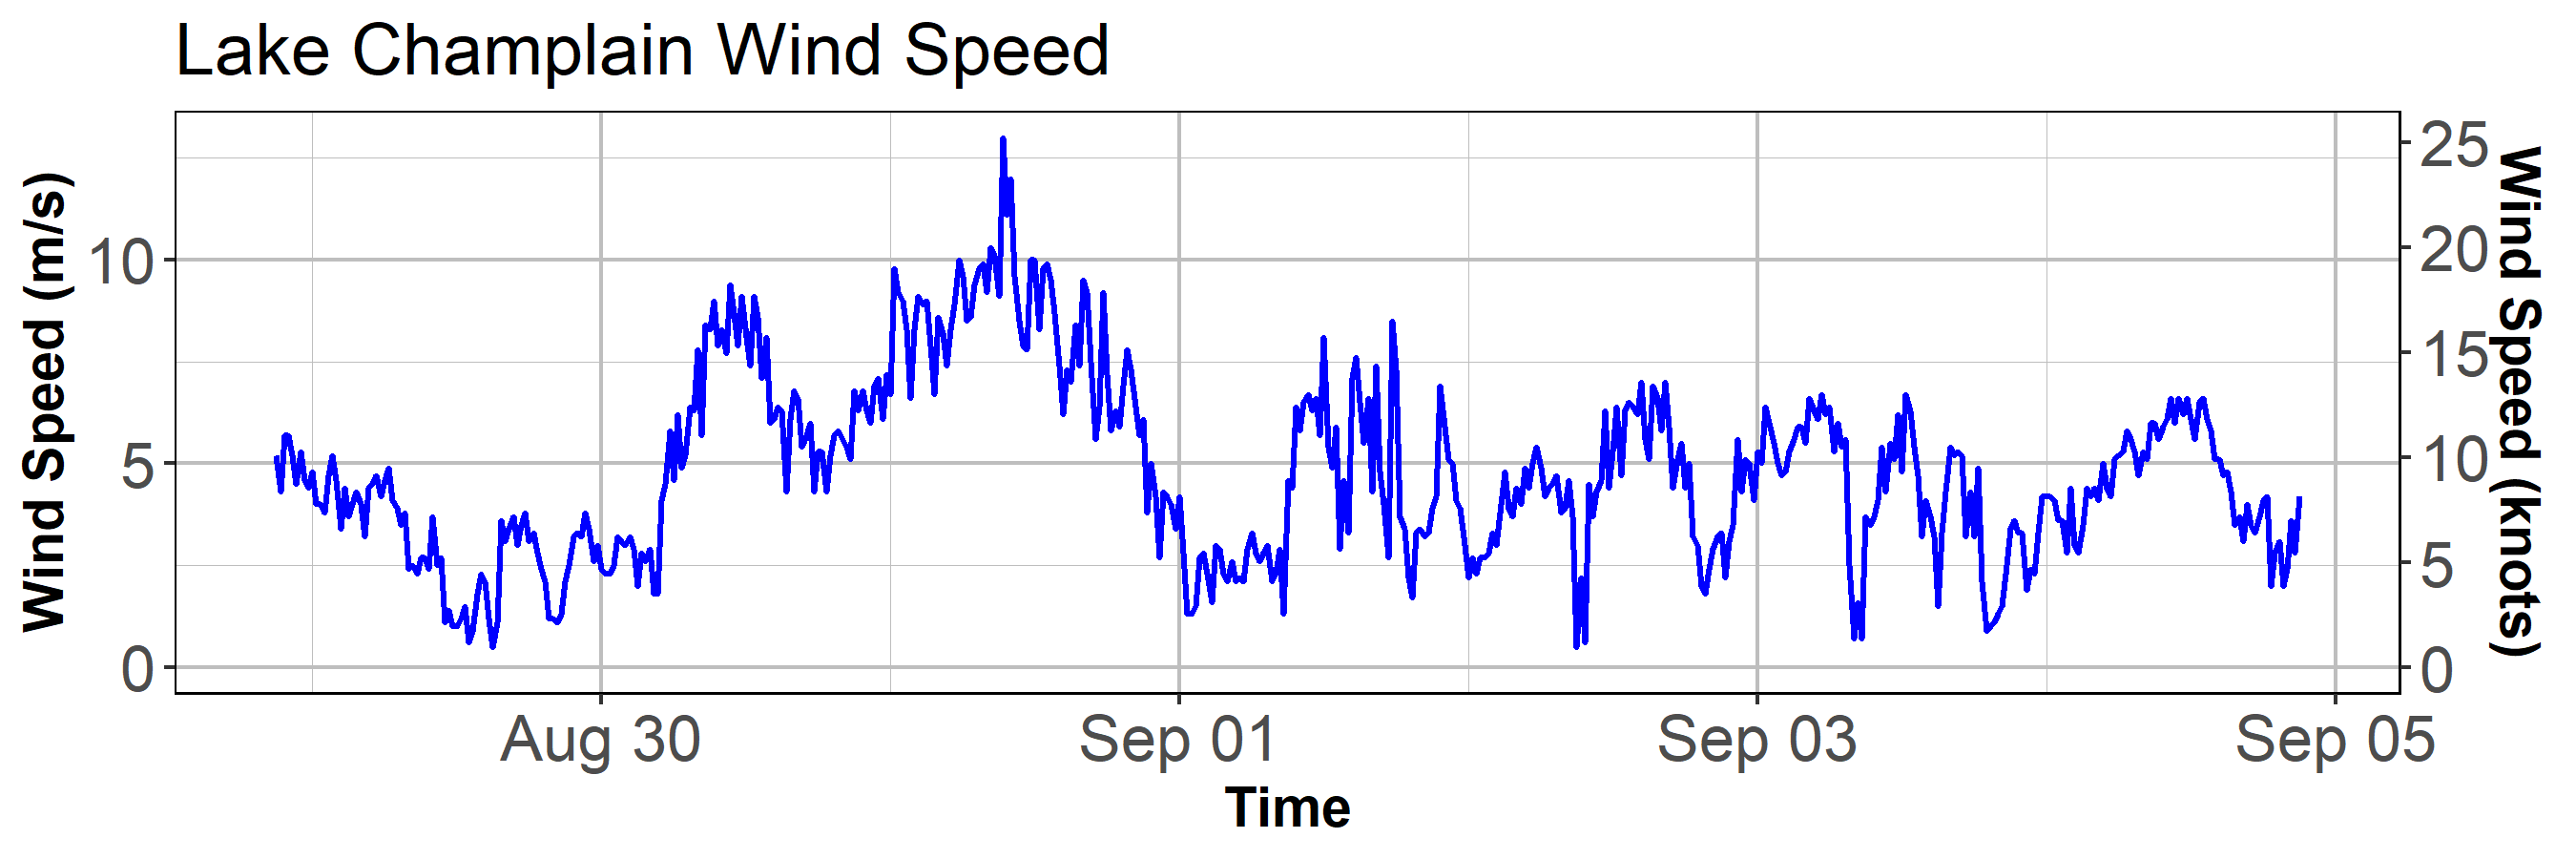 Lake Champlain Wind Speed
Wind Speed (m/s)
10
5
0
25
20
15
10
5
0
Wind Speed (knots)
Aug 30
Sep 01
Sep 03
Sep 05
Time